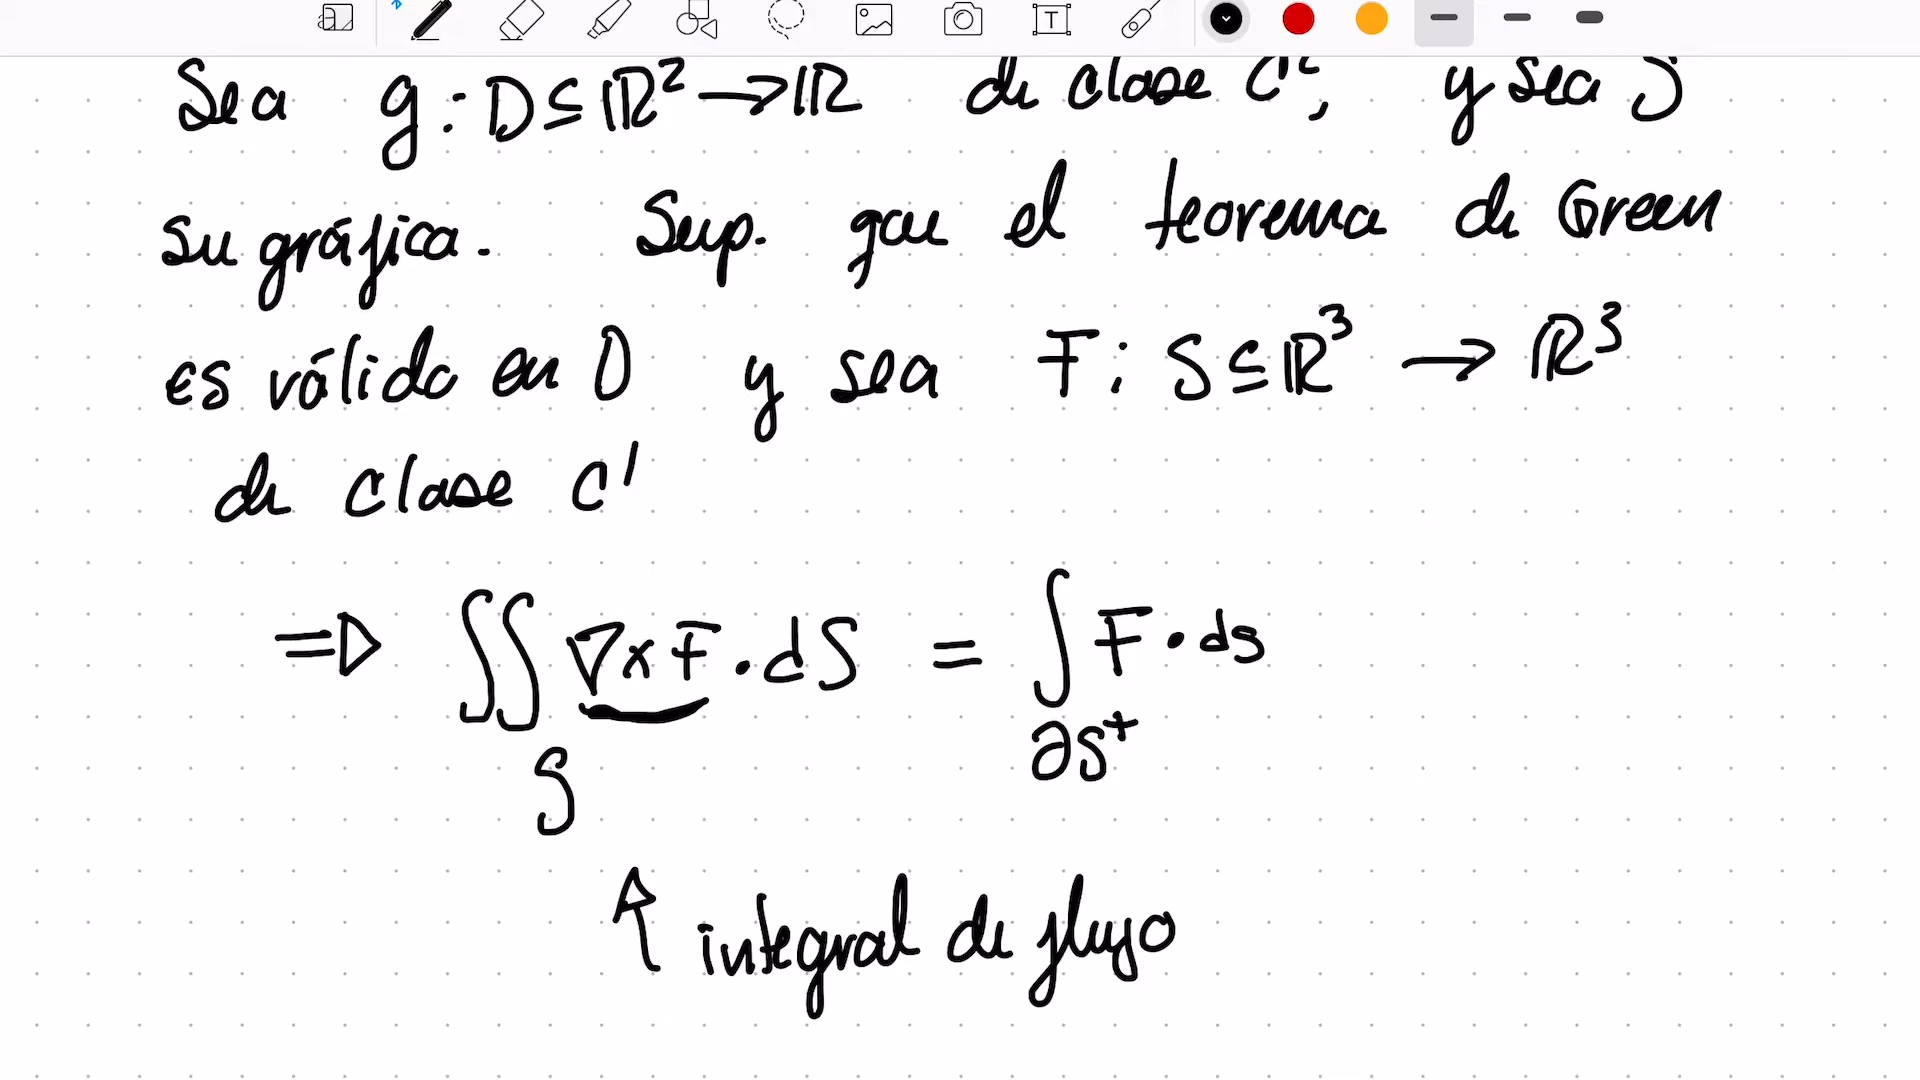 Sea g : D ⊆ ℝ² → ℝ de clase C², y sea S
su gráfica. Sup. que el teorema de Green
es válido en D y sea F : S ⊆ ℝ³ → ℝ³
de clase C¹
⇒ ∬ ∇×F · dS = ∫ F · ds
S ∂S⁺
↑ integral de flujo